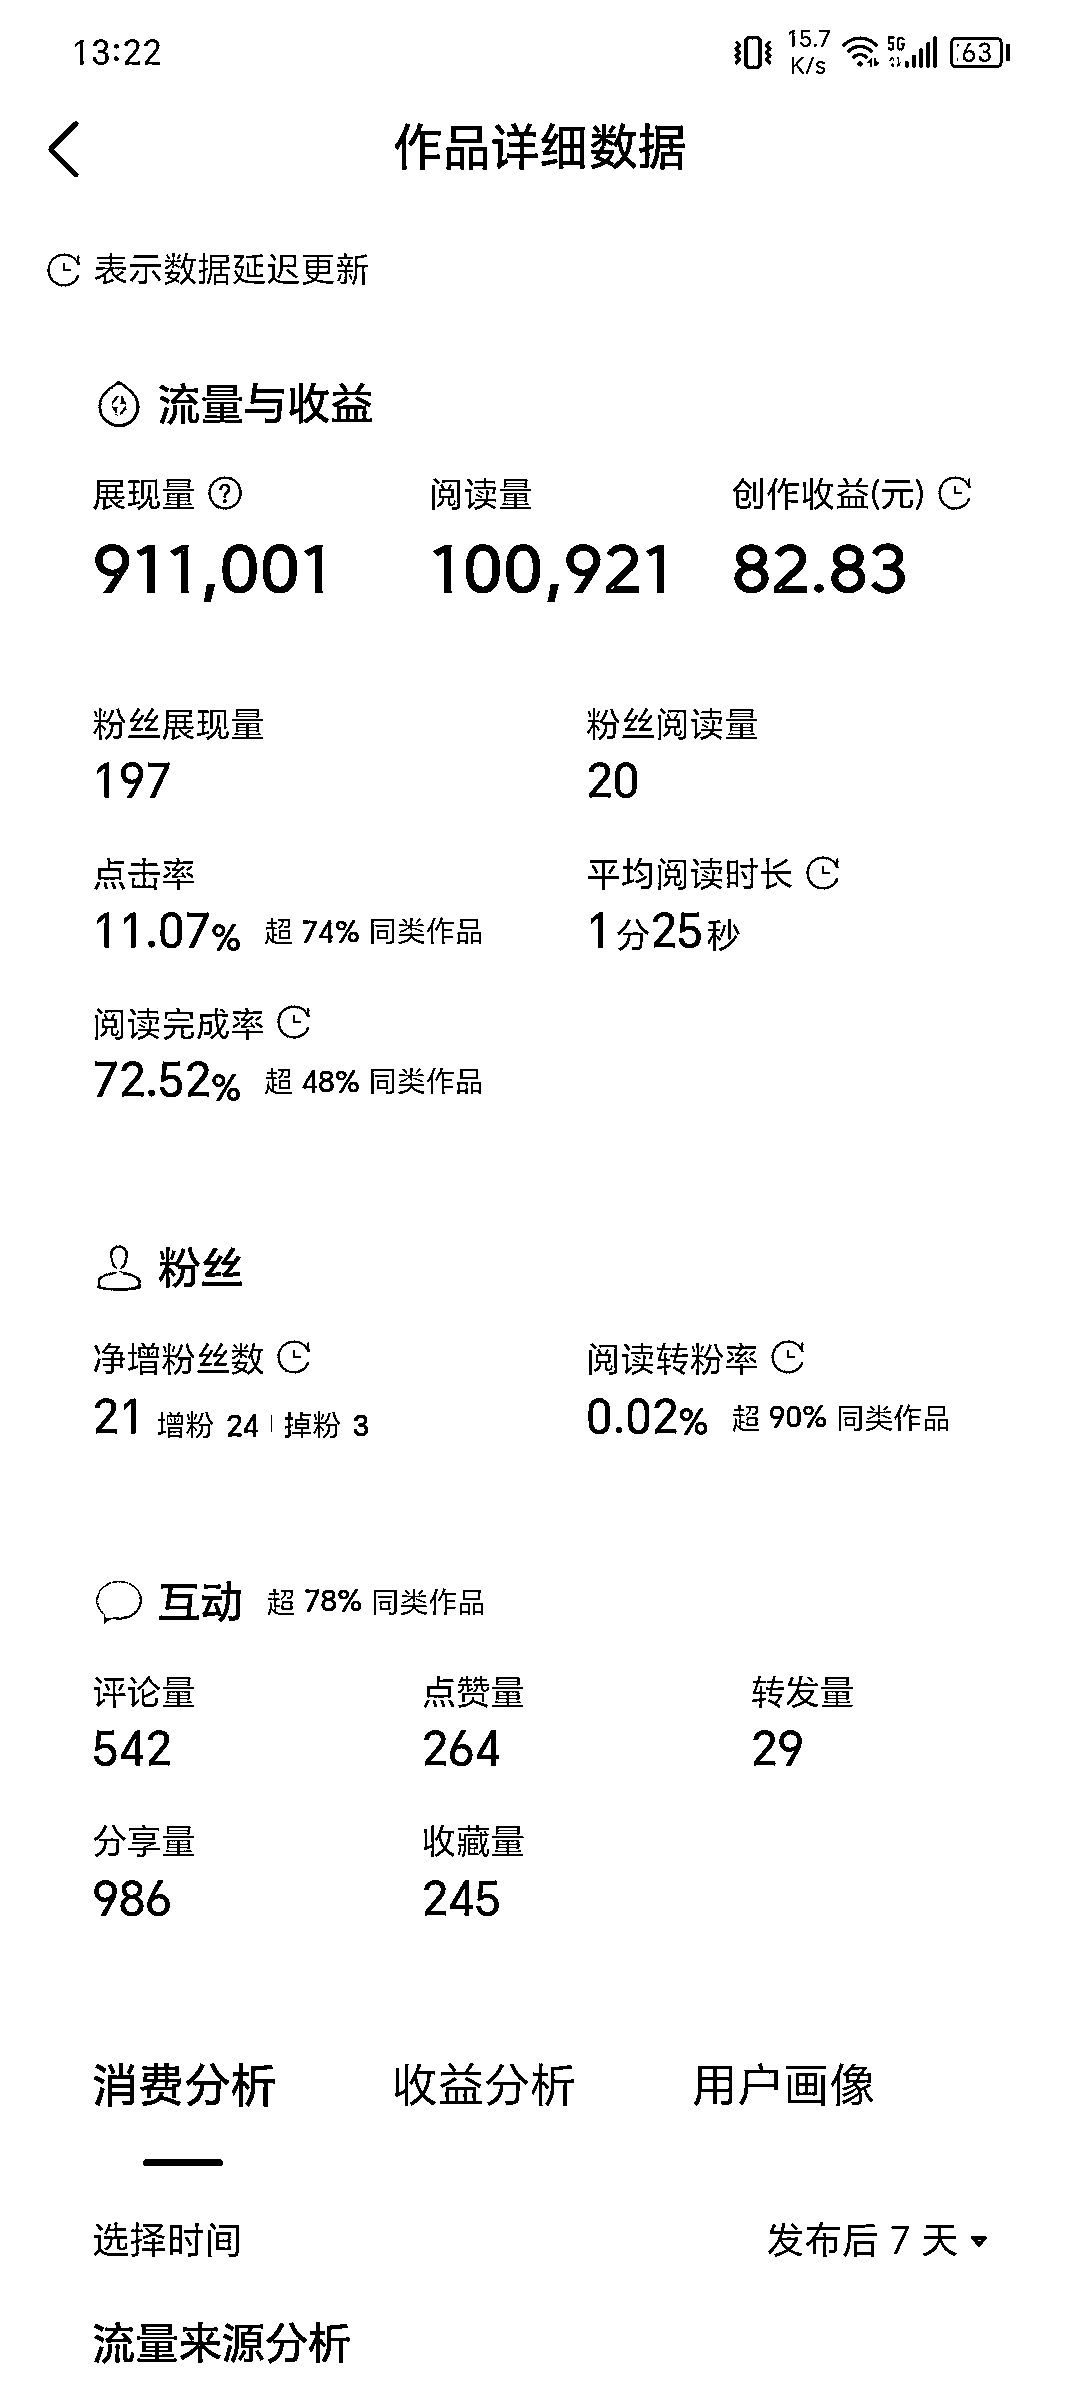 13:22 15.7 K/s 5G 63
作品详细数据
表示数据延迟更新
流量与收益
展现量 ? 阅读量 创作收益(元)
911,001 100,921 82.83
粉丝展现量 粉丝阅读量
197 20
点击率 平均阅读时长
11.07% 超 74% 同类作品 1分25秒
阅读完成率
72.52% 超 48% 同类作品
粉丝
净增粉丝数 阅读转粉率
21 增粉 24 | 掉粉 3 0.02% 超 90% 同类作品
互动 超 78% 同类作品
评论量 点赞量 转发量
542 264 29
分享量 收藏量
986 245
消费分析 收益分析 用户画像
选择时间 发布后 7 天
流量来源分析